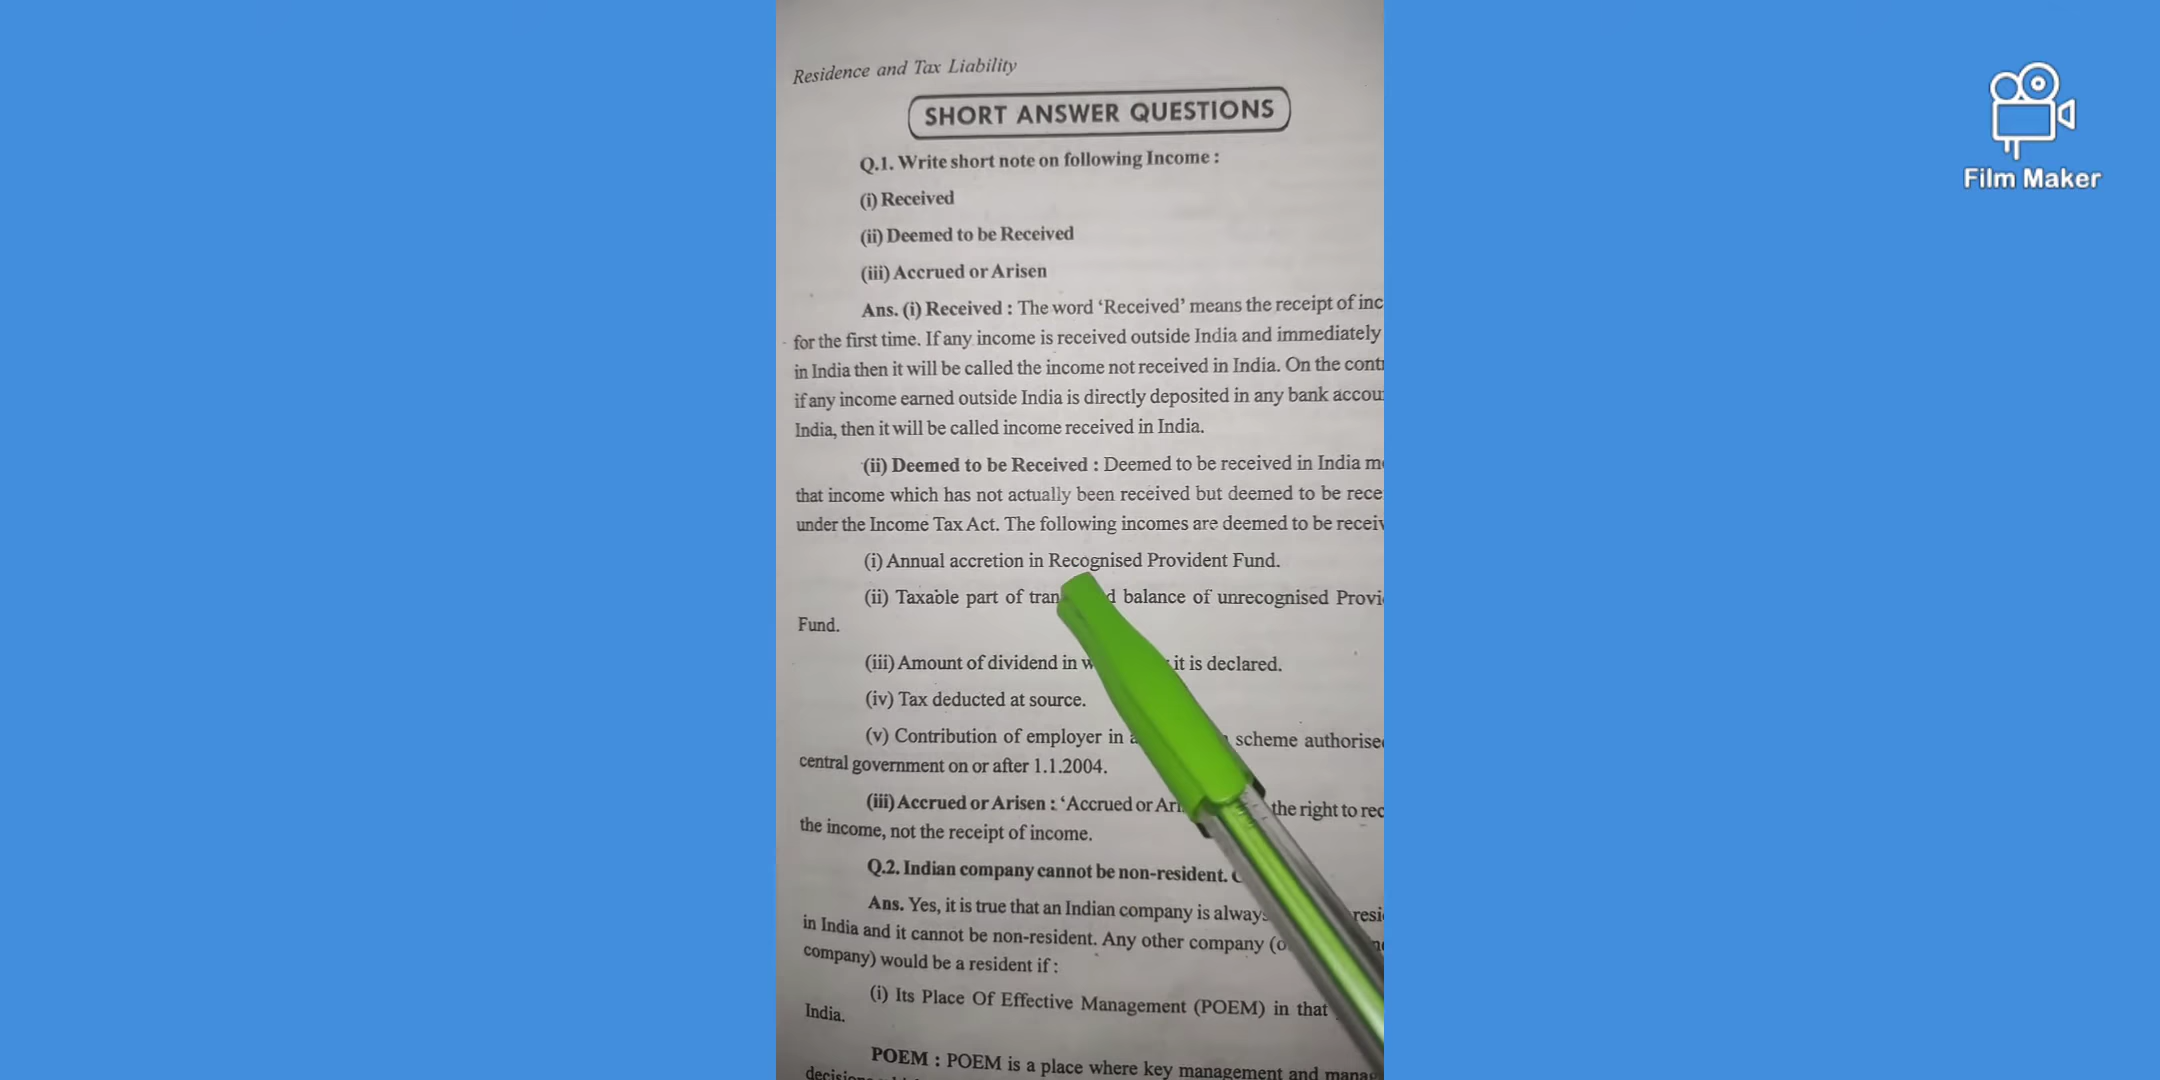 Residence and Tax Liability
SHORT ANSWER QUESTIONS
Film Maker
Q.1. Write short note on following Income :
(i) Received
(ii) Deemed to be Received
(iii) Accrued or Arisen
Ans. (i) Received : The word ‘Received’ means the receipt of inc
for the first time. If any income is received outside India and immediately
in India then it will be called the income not received in India. On the cont
if any income earned outside India is directly deposited in any bank accou
India, then it will be called income received in India.
(ii) Deemed to be Received : Deemed to be received in India m
that income which has not actually been received but deemed to be rece
under the Income Tax Act. The following incomes are deemed to be receiv
(i) Annual accretion in Recognised Provident Fund.
(ii) Taxable part of tran d balance of unrecognised Provi
Fund.
(iii) Amount of dividend in w it is declared.
(iv) Tax deducted at source.
(v) Contribution of employer in a scheme authorise
central government on or after 1.1.2004.
(iii) Accrued or Arisen : ‘Accrued or Ari the right to rec
the income, not the receipt of income.
Q.2. Indian company cannot be non-resident.
Ans. Yes, it is true that an Indian company is always resi
in India and it cannot be non-resident. Any other company (o
company) would be a resident if :
(i) Its Place Of Effective Management (POEM) in that
India.
POEM : POEM is a place where key management and manag